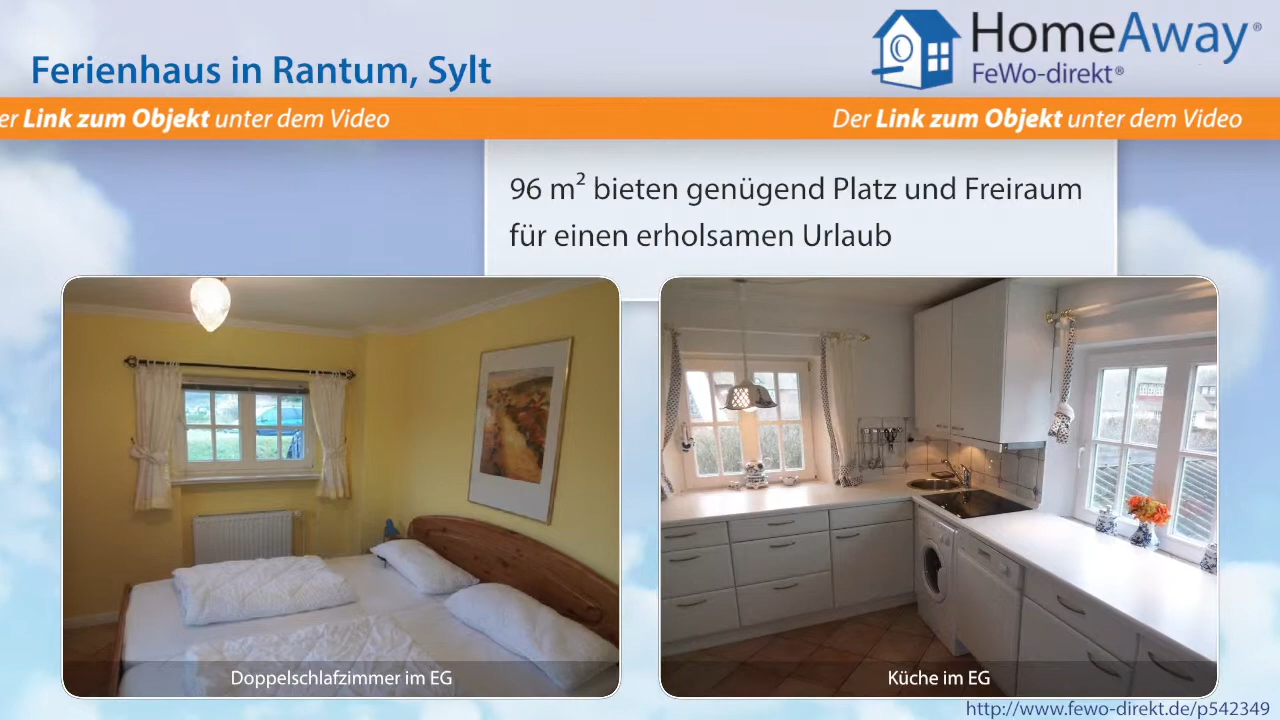 Ferienhaus in Rantum, Sylt
HomeAway®
FeWo-direkt®
er Link zum Objekt unter dem Video
Der Link zum Objekt unter dem Video
96 m² bieten genügend Platz und Freiraum
für einen erholsamen Urlaub
Doppelschlafzimmer im EG
Küche im EG
http://www.fewo-direkt.de/p542349